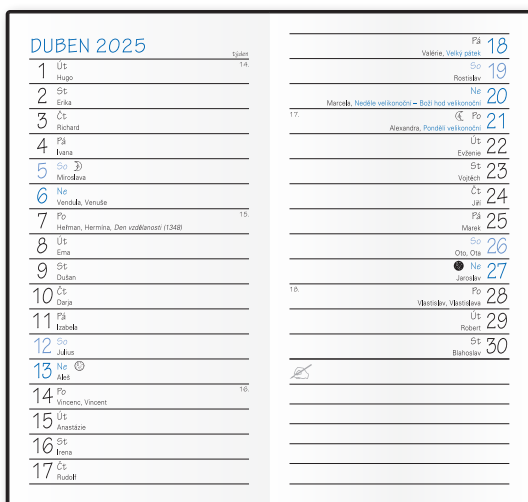 DUBEN 2025
týden
1 Út 14.
Hugo
2 St
Erika
3 Čt
Richard
4 Pá
Ivana
5 So
Miroslava
6 Ne
Vendula, Venuše
7 Po 15.
Heřman, Hermína, Den vzdělanosti (1348)
8 Út
Ema
9 St
Dušan
10 Čt
Darja
11 Pá
Izabela
12 So
Julius
13 Ne
Aleš
14 Po 16.
Vincenc, Vincent
15 Út
Anastázie
16 St
Irena
17 Čt
Rudolf
Pá 18
Valérie, Velký pátek
So 19
Rostislav
Ne 20
Marcela, Neděle velikonoční – Boží hod velikonoční
17. Po 21
Alexandra, Pondělí velikonoční
Út 22
Evženie
St 23
Vojtěch
Čt 24
Jiří
Pá 25
Marek
So 26
Oto, Ota
Ne 27
Jaroslav
18. Po 28
Vlastislav, Vlastislava
Út 29
Robert
St 30
Blahoslav